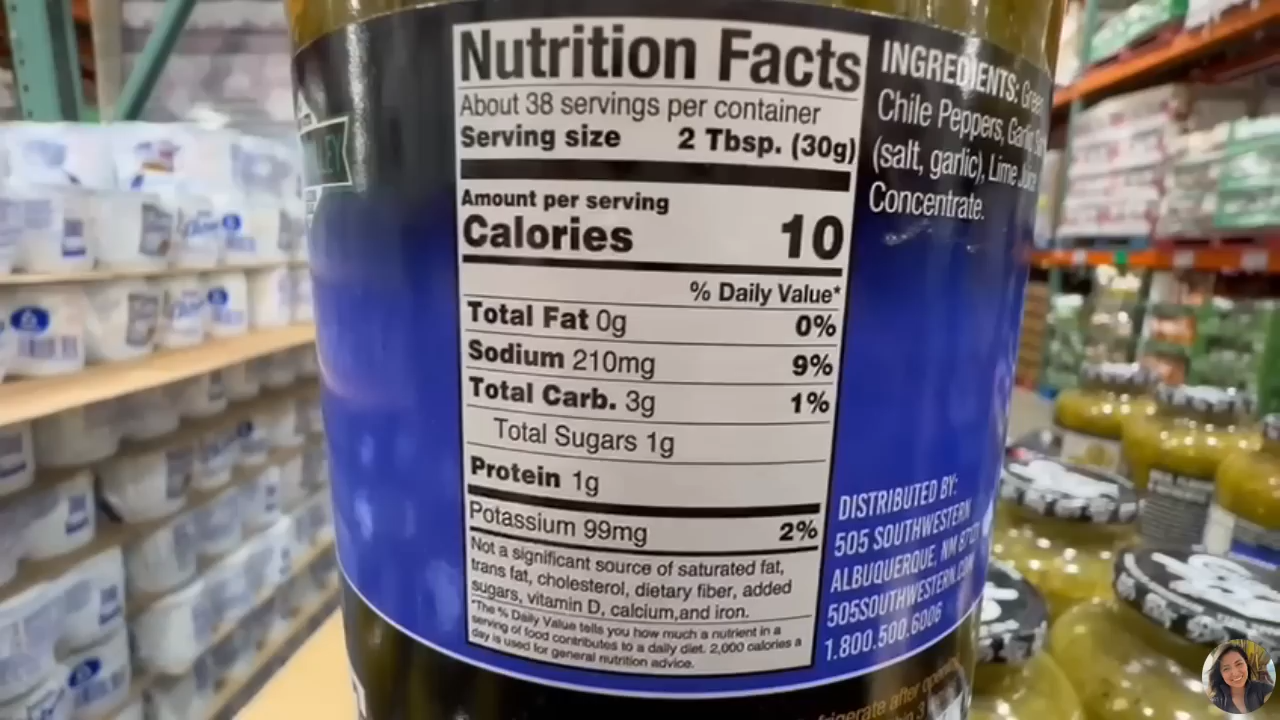 Nutrition Facts
About 38 servings per container
Serving size 2 Tbsp. (30g)
Amount per serving
Calories 10
% Daily Value*
Total Fat 0g 0%
Sodium 210mg 9%
Total Carb. 3g 1%
Total Sugars 1g
Protein 1g
Potassium 99mg 2%
Not a significant source of saturated fat,
trans fat, cholesterol, dietary fiber, added
sugars, vitamin D, calcium,and iron.
*The % Daily Value tells you how much a nutrient in a
serving of food contributes to a daily diet. 2,000 calories a
day is used for general nutrition advice.
INGREDIENTS:
Chile Peppers,
(salt, garlic), Lime
Concentrate.
DISTRIBUTED BY:
505 SOUTHWESTERN
ALBUQUERQUE, NM
505SOUTHWESTERN.COM
1.800.500.6006
after